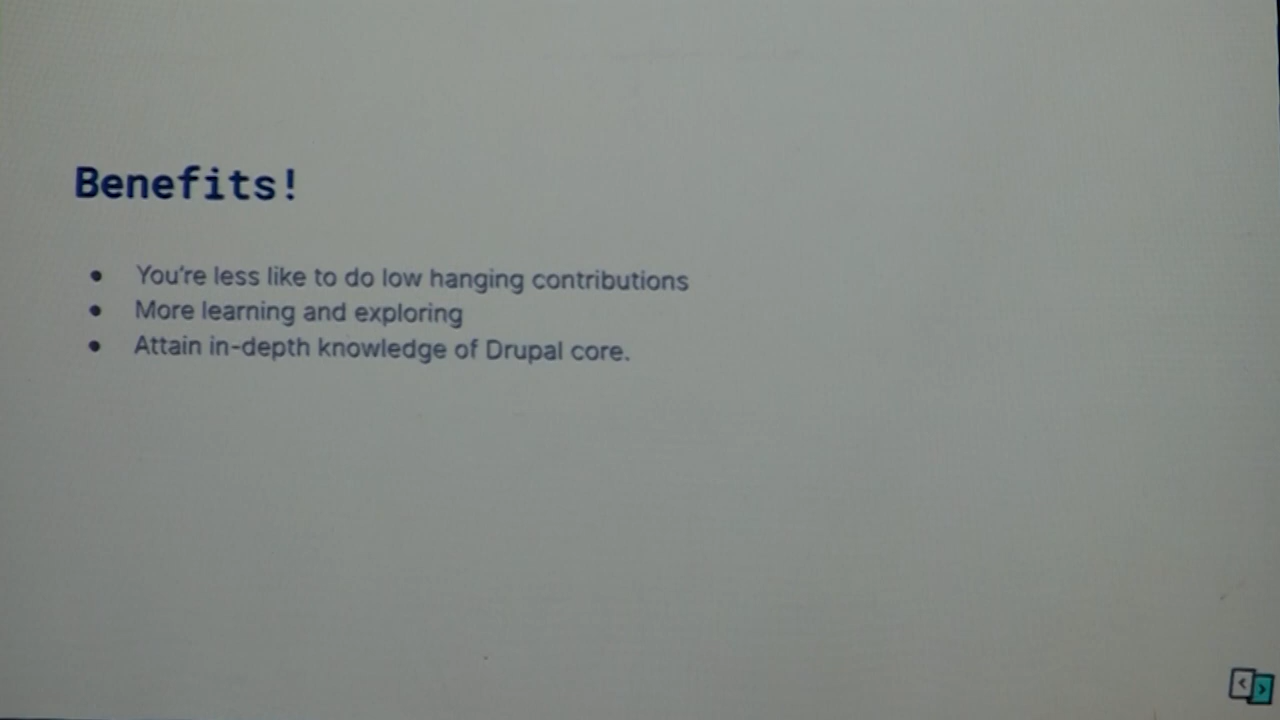 Benefits!
● You're less like to do low hanging contributions
● More learning and exploring
● Attain in-depth knowledge of Drupal core.